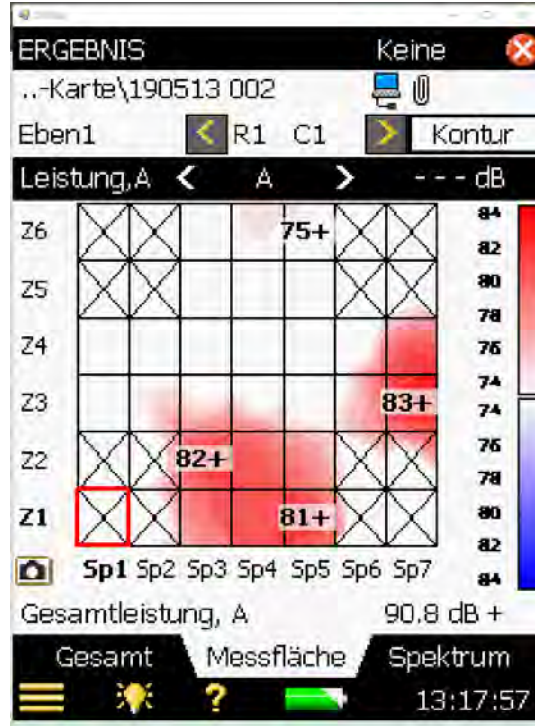 ERGEBNIS Keine
..-Karte\190513 002
Eben1 < R1 C1 > Kontur
Leistung,A < A > - - - dB
Z6 75+ 84
82
Z5 80
78
Z4 76
74
Z3 83+ 74
76
Z2 82+ 78
Z1 81+ 80
82
Sp1 Sp2 Sp3 Sp4 Sp5 Sp6 Sp7 84
Gesamtleistung, A 90.8 dB +
Gesamt Messfläche Spektrum
? 13:17:57